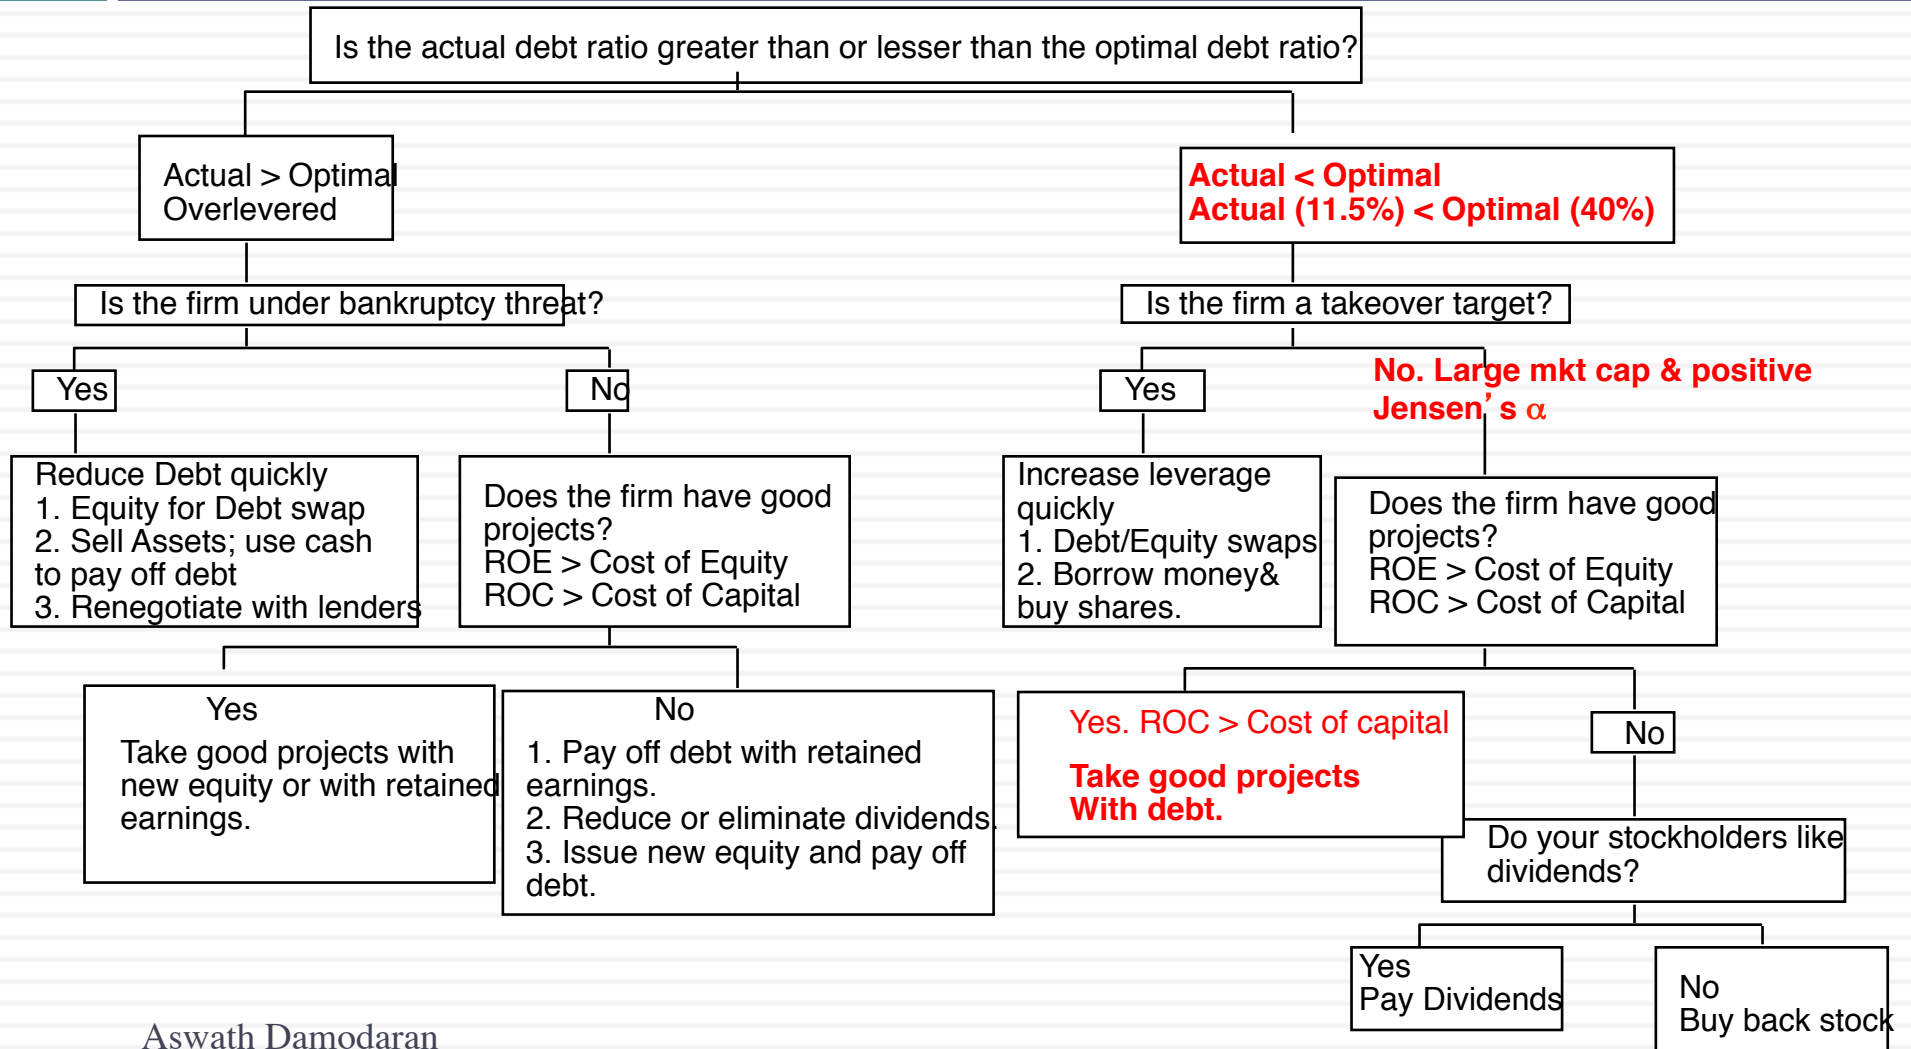 Is the actual debt ratio greater than or lesser than the optimal debt ratio?
Actual > Optimal
Overlevered
Actual < Optimal
Actual (11.5%) < Optimal (40%)
Is the firm under bankruptcy threat?
Is the firm a takeover target?
Yes
No
Yes
No. Large mkt cap & positive
Jensen’s α
Reduce Debt quickly
1. Equity for Debt swap
2. Sell Assets; use cash
to pay off debt
3. Renegotiate with lenders
Does the firm have good
projects?
ROE > Cost of Equity
ROC > Cost of Capital
Increase leverage
quickly
1. Debt/Equity swaps
2. Borrow money&
buy shares.
Does the firm have good
projects?
ROE > Cost of Equity
ROC > Cost of Capital
Yes
Take good projects with
new equity or with retained
earnings.
No
1. Pay off debt with retained
earnings.
2. Reduce or eliminate dividends.
3. Issue new equity and pay off
debt.
Yes. ROC > Cost of capital
Take good projects
With debt.
No
Do your stockholders like
dividends?
Yes
Pay Dividends
No
Buy back stock
Aswath Damodaran